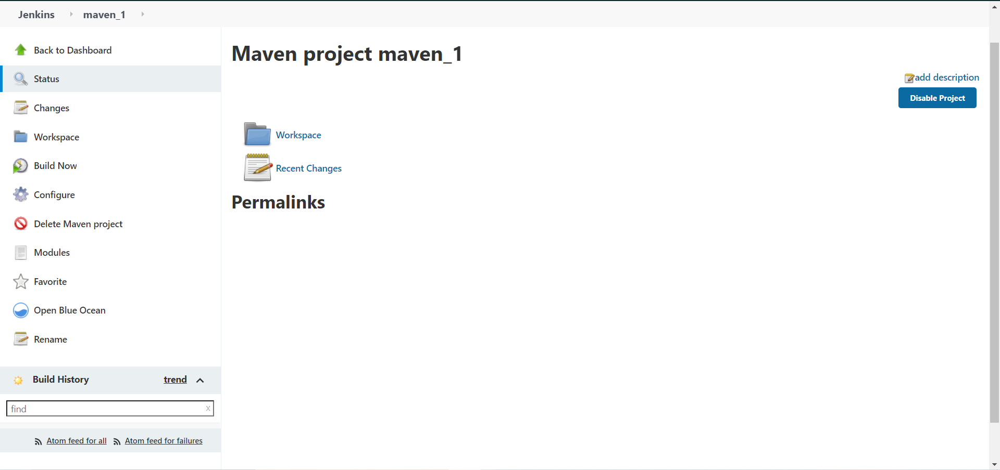 Jenkins
maven_1
Back to Dashboard
Status
Changes
Workspace
Build Now
Configure
Delete Maven project
Modules
Favorite
Open Blue Ocean
Rename
Build History
trend
find
x
Atom feed for all
Atom feed for failures
Maven project maven_1
add description
Disable Project
Workspace
Recent Changes
Permalinks